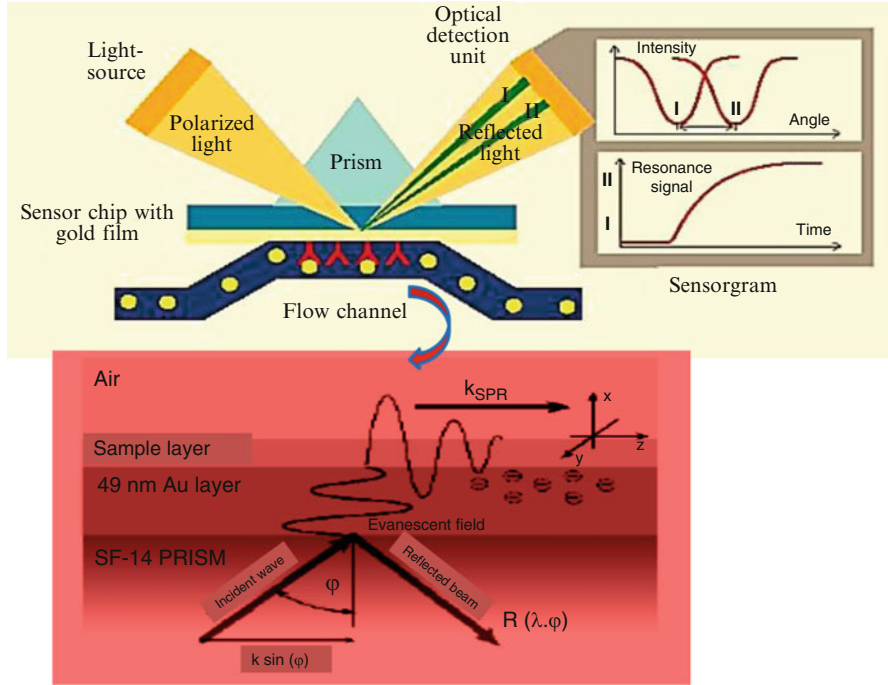 Light-
source
Optical
detection
unit
Polarized
light
Prism
I
II
Reflected
light
Intensity
I
II
Angle
II
I
Resonance
signal
Time
Sensor chip with
gold film
Flow channel
Sensorgram
Air
kSPR
x
z
y
Sample layer
49 nm Au layer
Evanescent field
SF-14 PRISM
Incident wave
φ
Reflected beam
R (λ.φ)
k sin (φ)